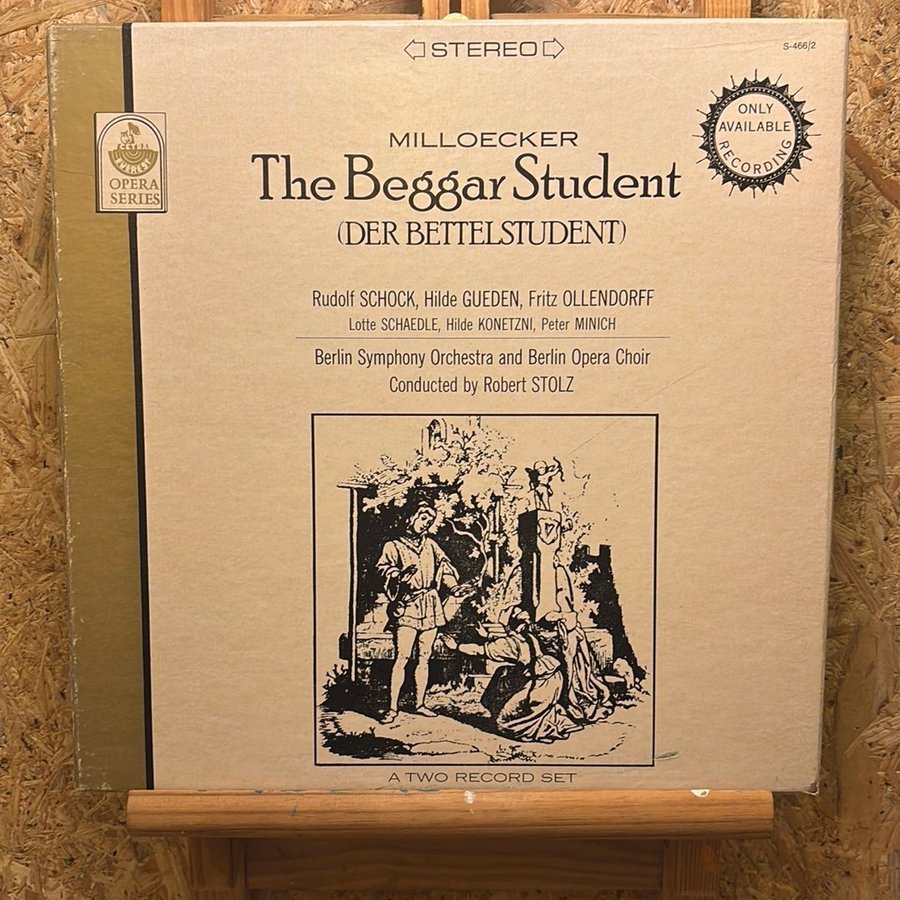 STEREO
S-466/2
ONLY
AVAILABLE
RECORDING
CETRA
EVEREST
OPERA
SERIES
MILLOECKER
The Beggar Student
(DER BETTELSTUDENT)
Rudolf SCHOCK, Hilde GUEDEN, Fritz OLLENDORFF
Lotte SCHAEDLE, Hilde KONETZNI, Peter MINICH
Berlin Symphony Orchestra and Berlin Opera Choir
Conducted by Robert STOLZ
A TWO RECORD SET